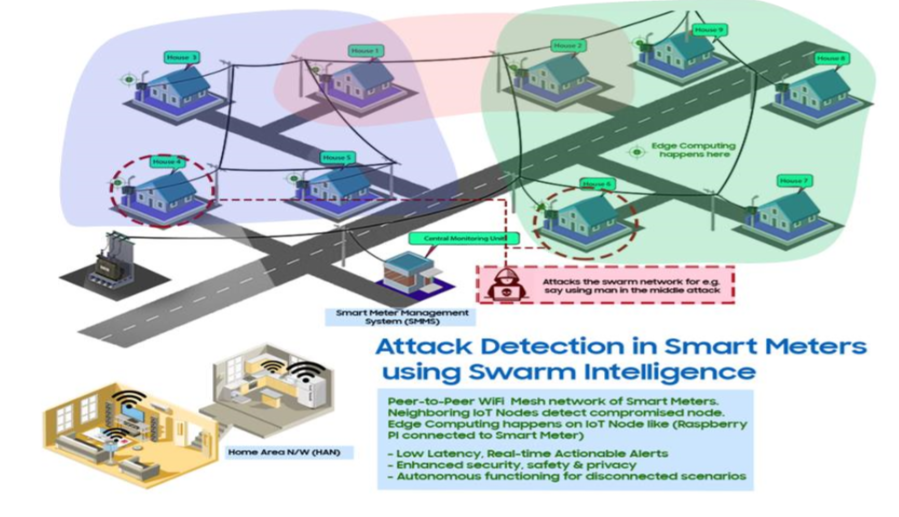 House 9
House 2
House 1
House 3
House 8
Edge Computing
happens here
House 5
House 4
House 7
House 6
Central Monitoring Unit
Attacks the swarm network for e.g.
say using man in the middle attack
Smart Meter Management
System (SMMS)
Attack Detection in Smart Meters
using Swarm Intelligence
Peer-to-Peer WiFi Mesh network of Smart Meters.
Neighboring IoT Nodes detect compromised node.
Edge Computing happens on IoT Node like (Raspberry
Pi connected to Smart Meter)
- Low Latency, Real-time Actionable Alerts
- Enhanced security, safety & privacy
- Autonomous functioning for disconnected scenarios
Home Area N/W (HAN)